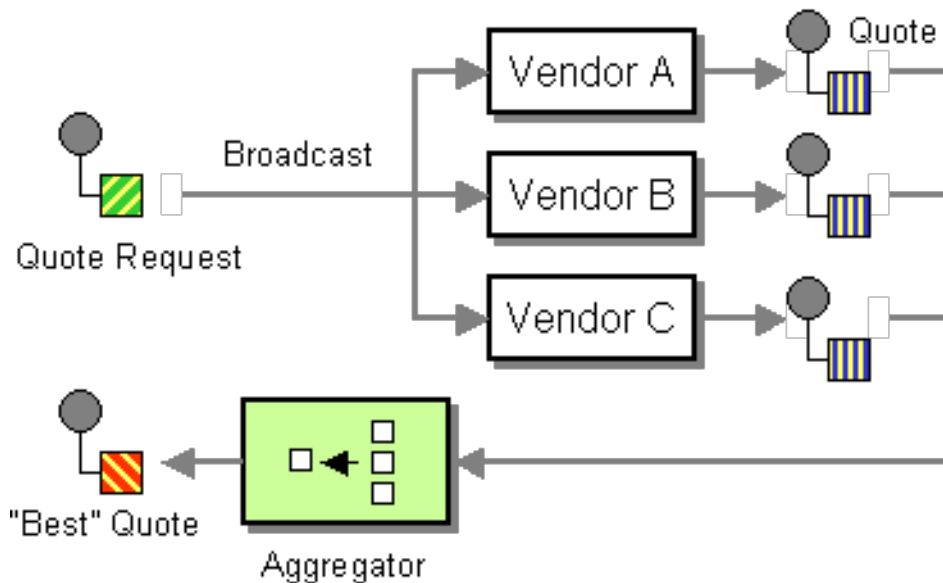 Vendor A
Quote
Broadcast
Vendor B
Quote Request
Vendor C
"Best" Quote
Aggregator